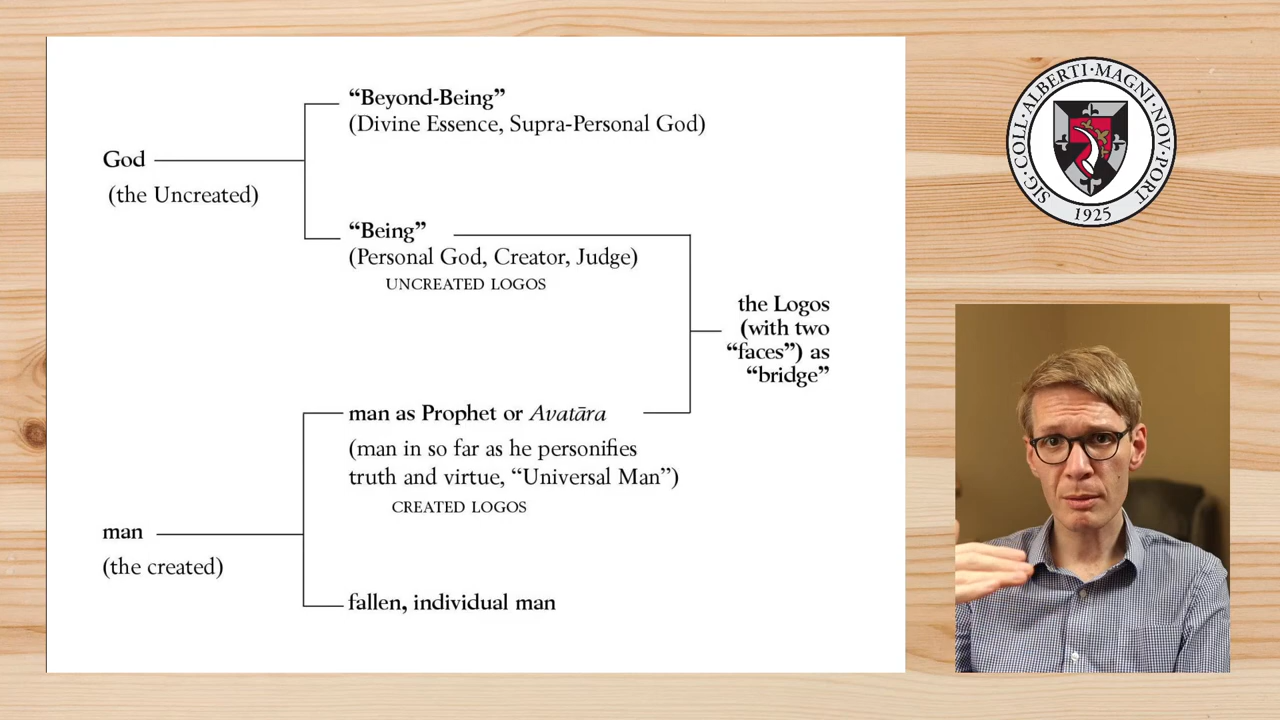 “Beyond-Being”
(Divine Essence, Supra-Personal God)
God
(the Uncreated)
“Being”
(Personal God, Creator, Judge)
UNCREATED LOGOS
the Logos
(with two
“faces”) as
“bridge”
man as Prophet or Avatāra
(man in so far as he personifies
truth and virtue, “Universal Man”)
CREATED LOGOS
man
(the created)
fallen, individual man
SIG·COLL·ALBERTI·MAGNI·NOV·PORT
1925